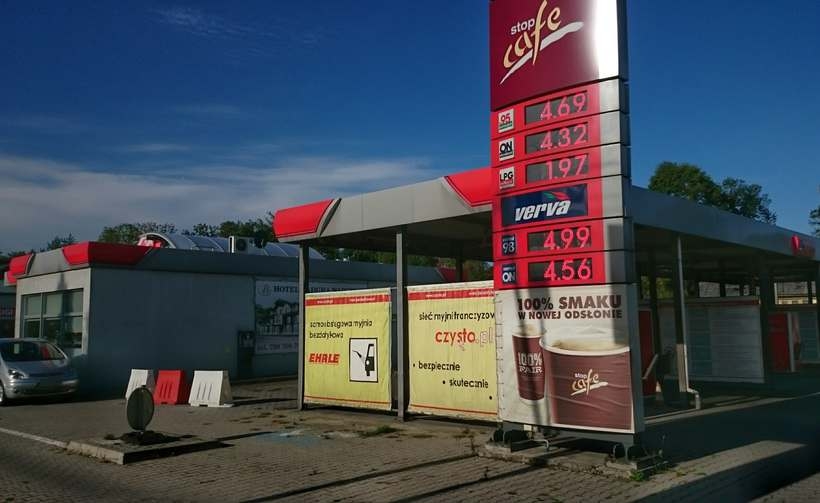 stop
cafe
95
4.69
ON
4.32
LPG
1.97
verva
98
4.99
ON
4.56
100% SMAKU
W NOWEJ ODSŁONIE
100%
FAIR
stop
cafe
HOTEL
samoobsługowa myjnia
bezdotykowa
EHRLE
sieć myjni franczyzowych
czysto.pl
• bezpiecznie
• skutecznie